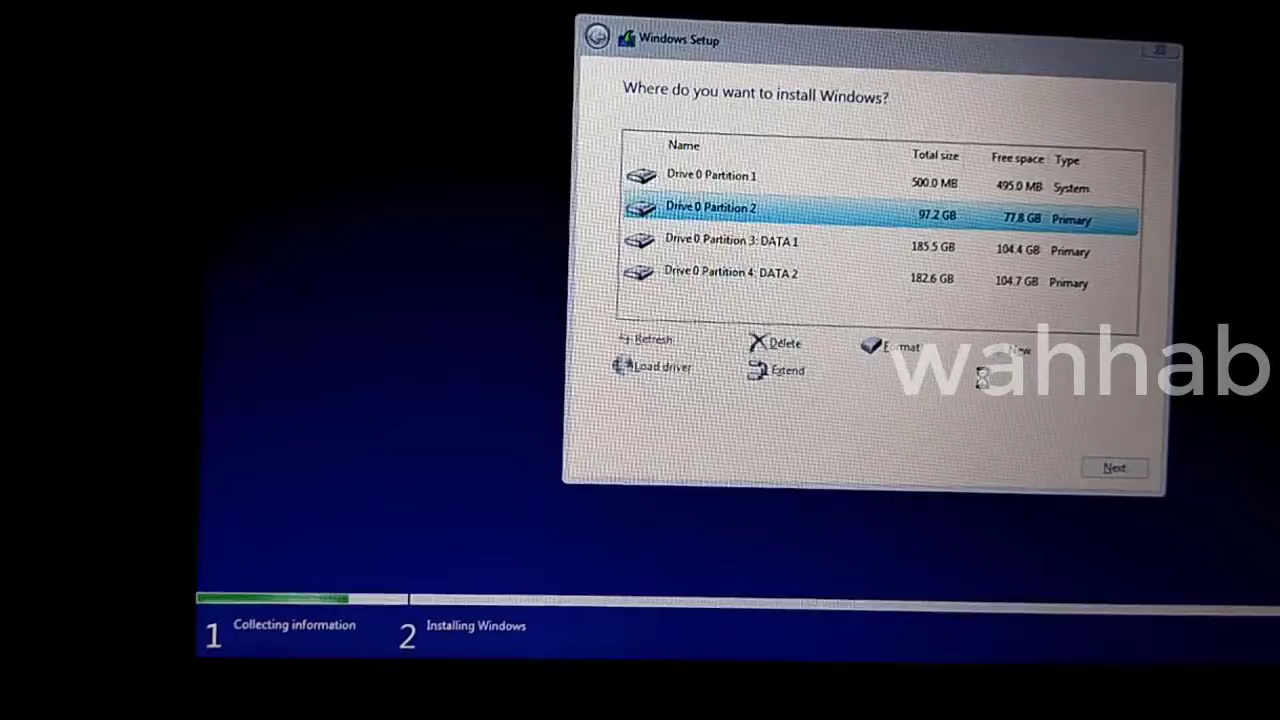 Windows Setup
Where do you want to install Windows?
Name Total size Free space Type
Drive 0 Partition 1 500.0 MB 495.0 MB System
Drive 0 Partition 2 97.2 GB 77.8 GB Primary
Drive 0 Partition 3: DATA 1 185.5 GB 104.4 GB Primary
Drive 0 Partition 4: DATA 2 182.6 GB 104.7 GB Primary
Refresh Delete Format New
Load driver Extend
wahhab
Next
1 Collecting information 2 Installing Windows